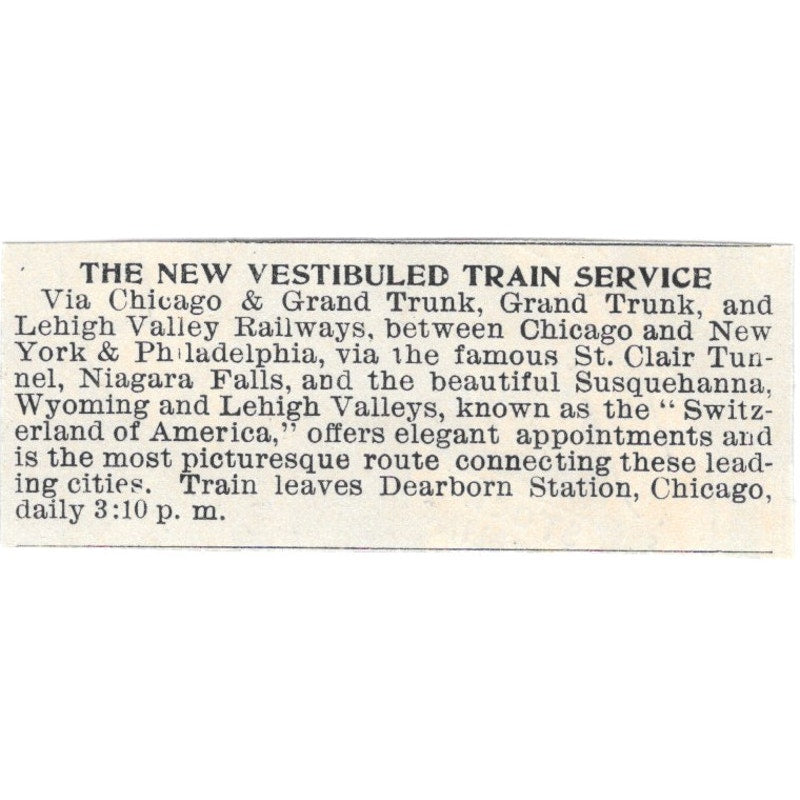 THE NEW VESTIBULED TRAIN SERVICE
Via Chicago & Grand Trunk, Grand Trunk, and
Lehigh Valley Railways, between Chicago and New
York & Philadelphia, via the famous St. Clair Tun-
nel, Niagara Falls, and the beautiful Susquehanna,
Wyoming and Lehigh Valleys, known as the “ Switz-
erland of America,” offers elegant appointments and
is the most picturesque route connecting these lead-
ing cities. Train leaves Dearborn Station, Chicago,
daily 3:10 p. m.